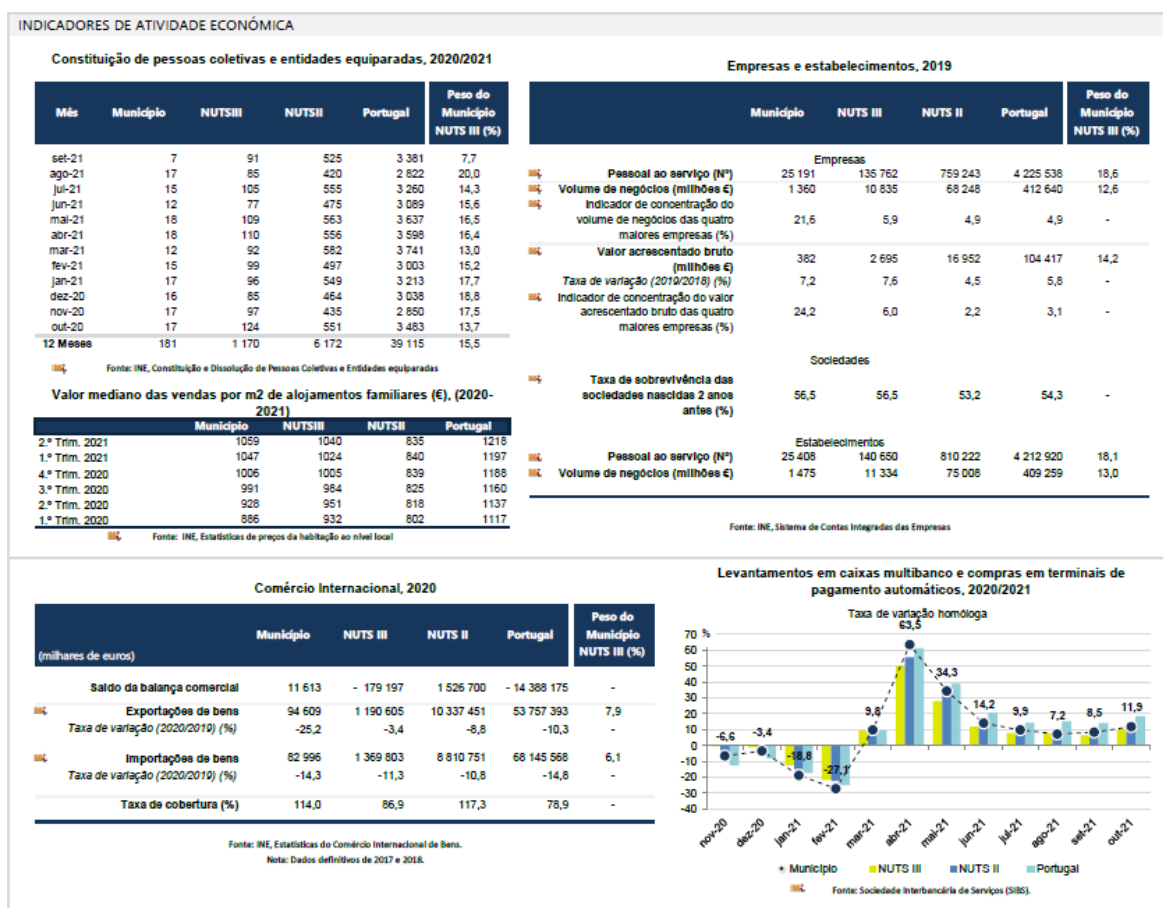 INDICADORES DE ATIVIDADE ECONÓMICA
Constituição de pessoas coletivas e entidades equiparadas, 2020/2021
Mês Município NUTSIII NUTSII Portugal Peso do Município NUTS III (%)
set-21 7 91 525 3 381 7,7
ago-21 17 85 420 2 822 20,0
jul-21 15 105 555 3 260 14,3
jun-21 12 77 475 3 089 15,6
mai-21 18 109 563 3 637 16,5
abr-21 18 110 556 3 598 16,4
mar-21 12 92 582 3 741 13,0
fev-21 15 99 497 3 003 15,2
jan-21 17 96 549 3 213 17,7
dez-20 16 85 464 3 038 18,8
nov-20 17 97 435 2 850 17,5
out-20 17 124 551 3 483 13,7
12 Meses 181 1 170 6 172 39 115 15,5
Fonte: INE, Constituição e Dissolução de Pessoas Coletivas e Entidades equiparadas
Valor mediano das vendas por m2 de alojamentos familiares (€), (2020-
2021)
Município NUTSIII NUTSII Portugal
2.º Trim. 2021 1059 1040 835 1218
1.º Trim. 2021 1047 1024 840 1197
4.º Trim. 2020 1006 1005 839 1188
3.º Trim. 2020 991 984 825 1160
2.º Trim. 2020 928 951 818 1137
1.º Trim. 2020 886 932 802 1117
Fonte: INE, Estatísticas de preços da habitação ao nível local
Empresas e estabelecimentos, 2019
Município NUTS III NUTS II Portugal Peso do Município NUTS III (%)
Empresas
Pessoal ao serviço (Nº) 25 191 135 762 759 243 4 225 538 18,6
Volume de negócios (milhões €) 1 360 10 835 68 248 412 640 12,6
Indicador de concentração do
volume de negócios das quatro 21,6 5,9 4,9 4,9 -
maiores empresas (%)
Valor acrescentado bruto
(milhões €) 382 2 695 16 952 104 417 14,2
Taxa de variação (2019/2018) (%) 7,2 7,6 4,5 5,8 -
Indicador de concentração do valor
acrescentado bruto das quatro 24,2 6,0 2,2 3,1 -
maiores empresas (%)
Sociedades
Taxa de sobrevivência das
sociedades nascidas 2 anos 56,5 56,5 53,2 54,3 -
antes (%)
Estabelecimentos
Pessoal ao serviço (Nº) 25 408 140 650 810 222 4 212 920 18,1
Volume de negócios (milhões €) 1 475 11 334 75 008 409 259 13,0
Fonte: INE, Sistema de Contas Integradas das Empresas
Comércio Internacional, 2020
(milhares de euros) Município NUTS III NUTS II Portugal Peso do Município NUTS III (%)
Saldo da balança comercial 11 613 - 179 197 1 526 700 - 14 388 175 -
Exportações de bens 94 609 1 190 605 10 337 451 53 757 393 7,9
Taxa de variação (2020/2019) (%) -25,2 -3,4 -8,8 -10,3
Importações de bens 82 996 1 369 803 8 810 751 68 145 568 6,1
Taxa de variação (2020/2019) (%) -14,3 -11,3 -10,8 -14,8 -
Taxa de cobertura (%) 114,0 86,9 117,3 78,9 -
Fonte: INE, Estatísticas do Comércio Internacional de Bens.
Nota: Dados definitivos de 2017 e 2018.
Levantamentos em caixas multibanco e compras em terminais de
pagamento automáticos, 2020/2021
Taxa de variação homóloga
70 %
60
50
40
30
20
10
0
-10
-20
-30
-40
-6,6 -3,4 -18,8 -27,1 9,8 63,5 34,3 14,2 9,9 7,2 8,5 11,9
nov-20 dez-20 jan-21 fev-21 mar-21 abr-21 mai-21 jun-21 jul-21 ago-21 set-21 out-21
Município NUTS III NUTS II Portugal
Fonte: Sociedade Interbancária de Serviços (SIBS).